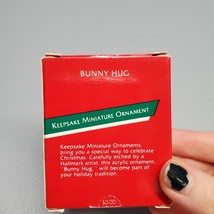 BUNNY HUG
KEEPSAKE MINIATURE ORNAMENT
Keepsake Miniature Ornaments
bring you a special way to celebrate
Christmas. Carefully etched by a
Hallmark artist, this acrylic ornament,
"Bunny Hug," will become part of
your holiday tradition.
$3.00